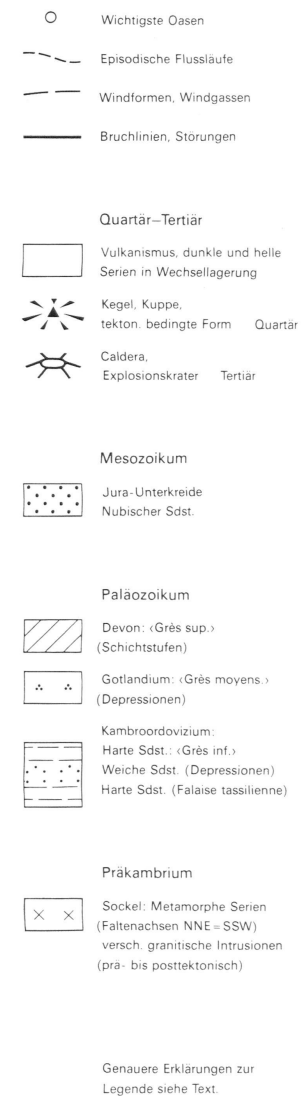 Wichtigste Oasen
Episodische Flussläufe
Windformen, Windgassen
Bruchlinien, Störungen
Quartär–Tertiär
Vulkanismus, dunkle und helle
Serien in Wechsellagerung
Kegel, Kuppe,
tekton. bedingte Form Quartär
Caldera,
Explosionskrater Tertiär
Mesozoikum
Jura-Unterkreide
Nubischer Sdst.
Paläozoikum
Devon: ‹Grès sup.›
(Schichtstufen)
Gotlandium: ‹Grès moyens.›
(Depressionen)
Kambroordovizium:
Harte Sdst.: ‹Grès inf.›
Weiche Sdst. (Depressionen)
Harte Sdst. (Falaise tassilienne)
Präkambrium
Sockel: Metamorphe Serien
(Faltenachsen NNE=SSW)
versch. granitische Intrusionen
(prä- bis posttektonisch)
Genauere Erklärungen zur
Legende siehe Text.